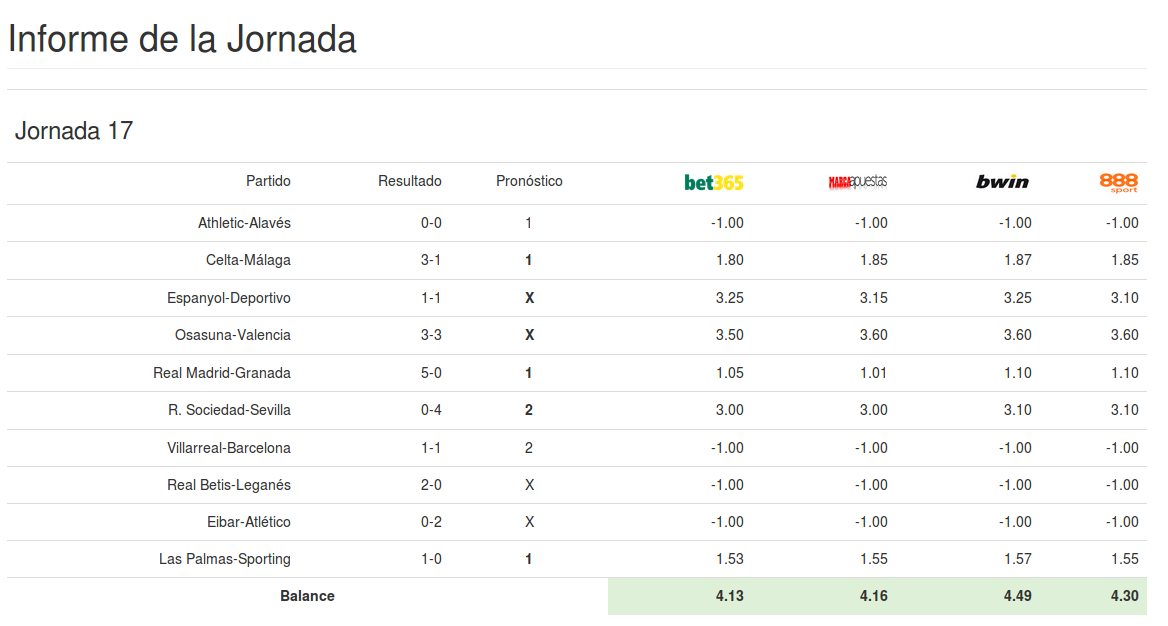 Informe de la Jornada
Jornada 17
Partido Resultado Pronóstico bet365 MARCAapuestas bwin 888 sport
Athletic-Alavés 0-0 1 -1.00 -1.00 -1.00 -1.00
Celta-Málaga 3-1 1 1.80 1.85 1.87 1.85
Espanyol-Deportivo 1-1 X 3.25 3.15 3.25 3.10
Osasuna-Valencia 3-3 X 3.50 3.60 3.60 3.60
Real Madrid-Granada 5-0 1 1.05 1.01 1.10 1.10
R. Sociedad-Sevilla 0-4 2 3.00 3.00 3.10 3.10
Villarreal-Barcelona 1-1 2 -1.00 -1.00 -1.00 -1.00
Real Betis-Leganés 2-0 X -1.00 -1.00 -1.00 -1.00
Eibar-Atlético 0-2 X -1.00 -1.00 -1.00 -1.00
Las Palmas-Sporting 1-0 1 1.53 1.55 1.57 1.55
Balance 4.13 4.16 4.49 4.30